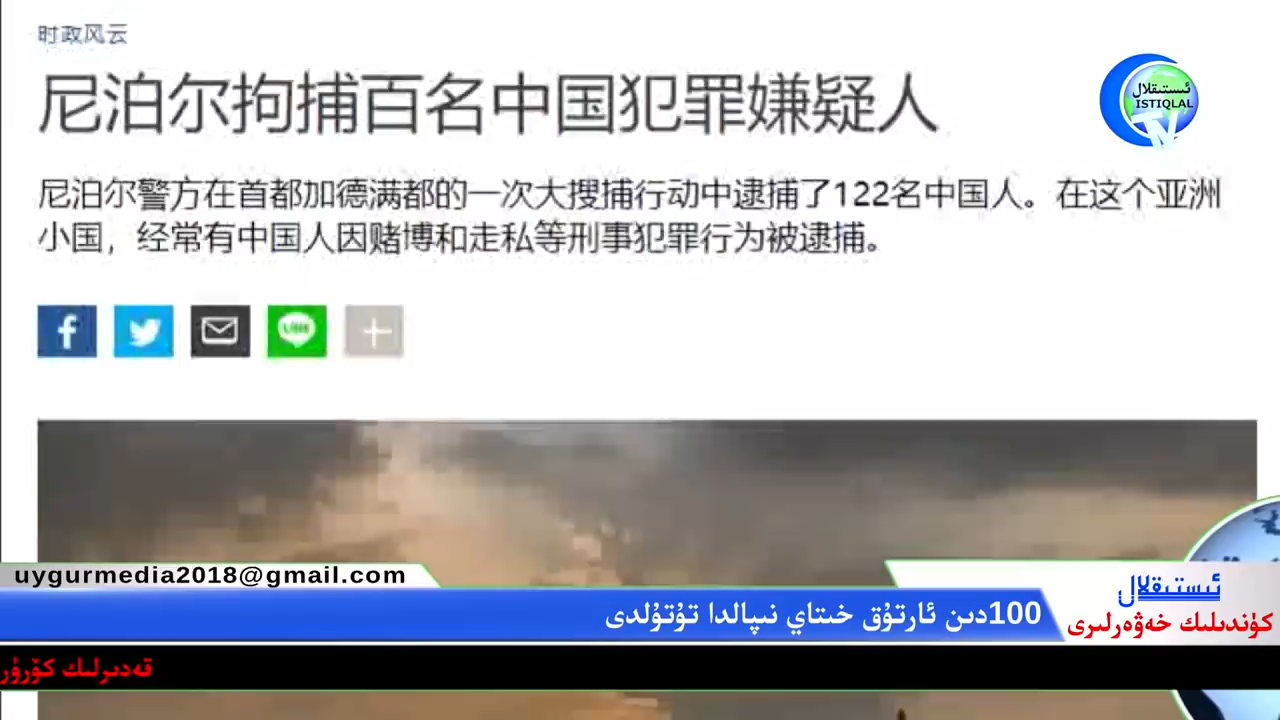 时政风云
尼泊尔拘捕百名中国犯罪嫌疑人
ئىستىقلال
ISTIQLAL
TV
尼泊尔警方在首都加德满都的一次大搜捕行动中逮捕了122名中国人。在这个亚洲
小国，经常有中国人因赌博和走私等刑事犯罪行为被逮捕。
LINE
uygurmedia2018@gmail.com
ئىستىقلال
كۈندىلىك خەۋەرلىرى
100دىن ئارتۇق خىتاي نىپالدا تۇتۇلدى
قەدىرلىك كۆرۈر